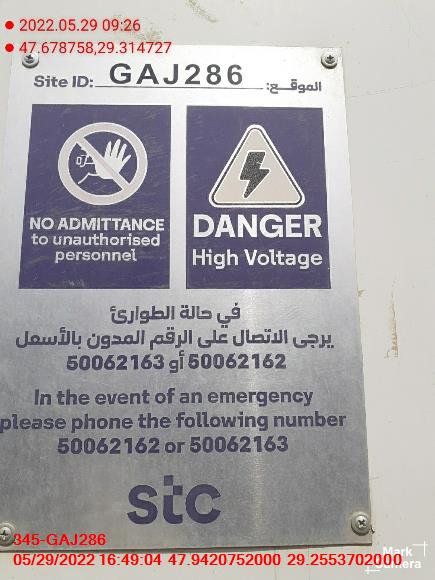 2022.05.29 09:26
47.678758,29.314727
Site ID: GAJ286 الموقع:
NO ADMITTANCE
to unauthorised
personnel
DANGER
High Voltage
في حالة الطوارئ
يرجى الاتصال على الرقم المدون بالأسفل
50062162 أو 50062163
In the event of an emergency
please phone the following number
50062162 or 50062163
stc
345-GAJ286
05/29/2022 16:49:04 47.9420752000 29.2553702000
Mark
Camera